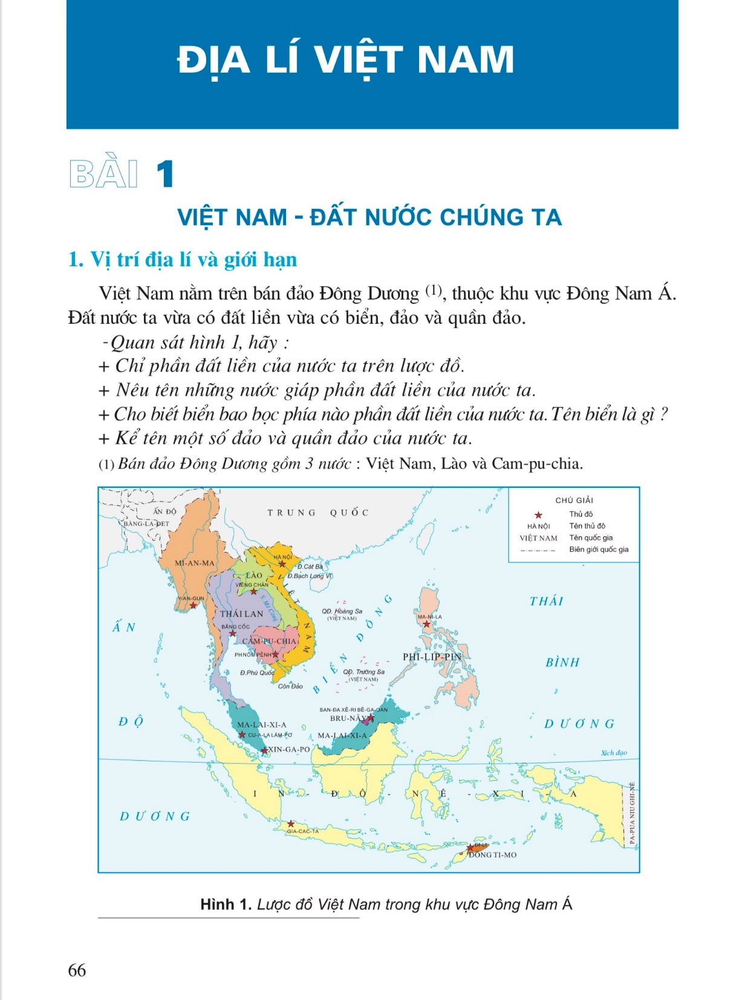 ĐỊA LÍ VIỆT NAM
BÀI 1
VIỆT NAM - ĐẤT NƯỚC CHÚNG TA
1. Vị trí địa lí và giới hạn
Việt Nam nằm trên bán đảo Đông Dương (1), thuộc khu vực Đông Nam Á.
Đất nước ta vừa có đất liền vừa có biển, đảo và quần đảo.
-Quan sát hình 1, hãy :
+ Chỉ phần đất liền của nước ta trên lược đồ.
+ Nêu tên những nước giáp phần đất liền của nước ta.
+ Cho biết biển bao bọc phía nào phần đất liền của nước ta. Tên biển là gì ?
+ Kể tên một số đảo và quần đảo của nước ta.
(1) Bán đảo Đông Dương gồm 3 nước : Việt Nam, Lào và Cam-pu-chia.
CHÚ GIẢI
Thủ đô
HÀ NỘI Tên thủ đô
VIỆT NAM Tên quốc gia
Biên giới quốc gia
ẤN ĐỘ
BĂNG-LA-ĐET
TRUNG QUỐC
MI-AN-MA
HÀ NỘI
Đ.Cát Bà
LÀO
Đ.Bạch Long Vĩ
VIÊNG CHĂN
VIỆT NAM
Y-AN-GUN
S. Mê Công
THÁI LAN
QĐ. Hoàng Sa
(VIỆT NAM)
BIỂN ĐÔNG
MA-NI-LA
THÁI
BÌNH
DƯƠNG
ẤN
ĐỘ
DƯƠNG
BĂNG CỐC
CAM-PU-CHIA
PHNÔM PÊNH
PHI-LIP-PIN
Đ.Phú Quốc
QĐ. Trường Sa
(VIỆT NAM)
Côn Đảo
BAN-ĐA XÊ-RI BÊ-GA-OAN
BRU-NÂY
MA-LAI-XI-A
CU-A-LA LĂM-PƠ
MA-LAI-XI-A
XIN-GA-PO
Xích đạo
IN-ĐÔ-NÊ-XI-A
PA-PUA NIU GHI-NÊ
GIA-CAC-TA
ĐI-LI
ĐÔNG TI-MO
Hình 1. Lược đồ Việt Nam trong khu vực Đông Nam Á
66